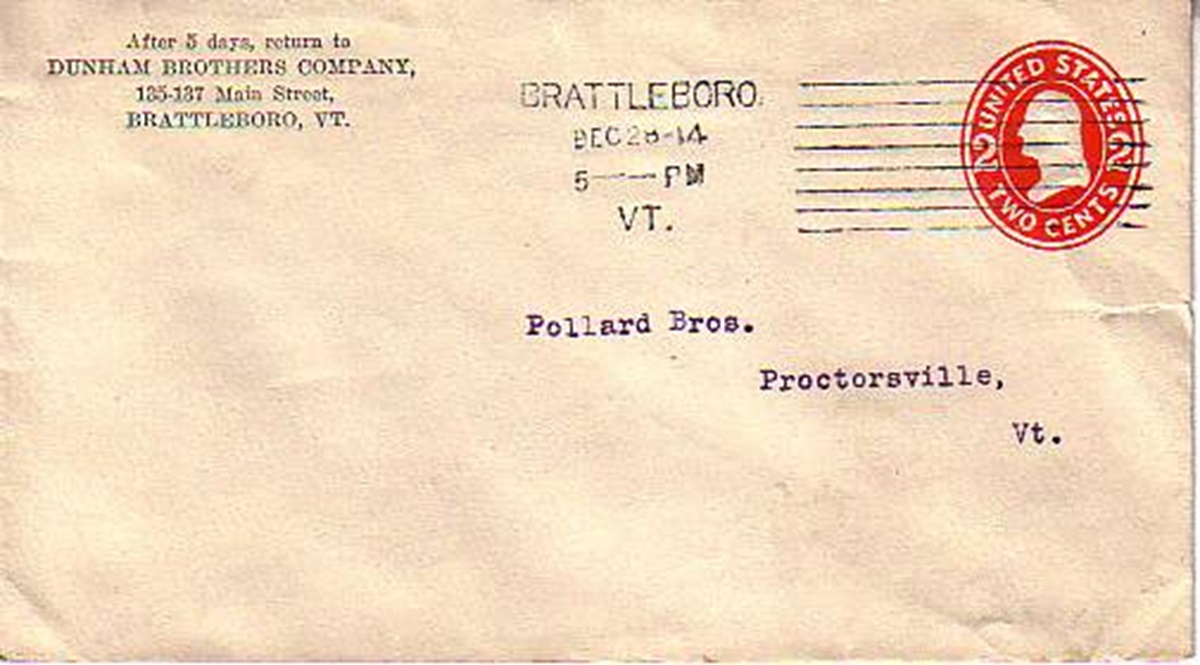 After 5 days, return to
DUNHAM BROTHERS COMPANY,
135-137 Main Street,
BRATTLEBORO, VT.
BRATTLEBORO.
DEC 28-14
5 PM
VT.
UNITED STATES
2 2
TWO CENTS
Pollard Bros.
Proctorsville,
Vt.